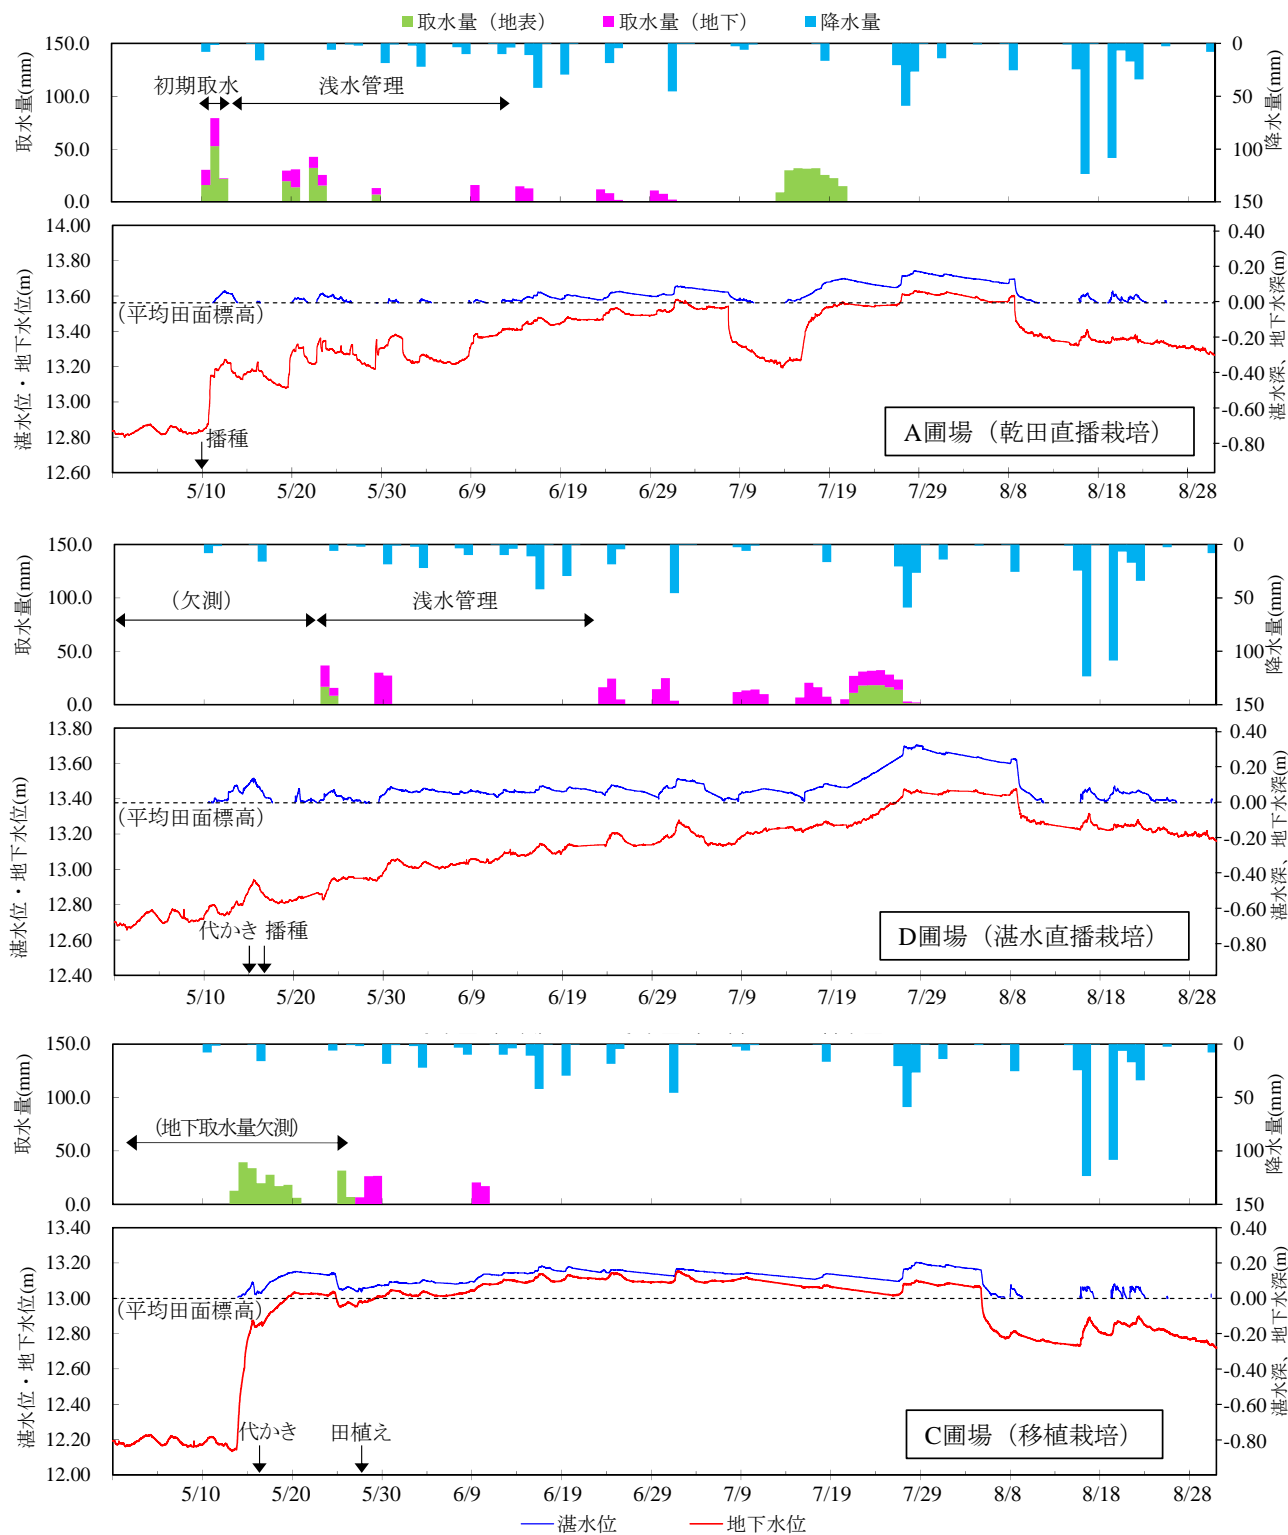 取水量（地表） 取水量（地下） 降水量
150.0 100.0 50.0 0.0
取水量(mm)
初期取水 浅水管理
0 50 100 150
降水量(mm)
14.00 13.80 13.60 13.40 13.20 13.00 12.80 12.60
湛水位・地下水位(m)
（平均田面標高）
播種
A圃場（乾田直播栽培）
0.40 0.20 0.00 -0.20 -0.40 -0.60 -0.80
湛水深、地下水深(m)
5/10 5/20 5/30 6/9 6/19 6/29 7/9 7/19 7/29 8/8 8/18 8/28
150.0 100.0 50.0 0.0
取水量(mm)
（欠測） 浅水管理
0 50 100 150
降水量(mm)
13.80 13.60 13.40 13.20 13.00 12.80 12.60 12.40
湛水位・地下水位(m)
（平均田面標高）
代かき 播種
D圃場（湛水直播栽培）
0.40 0.20 0.00 -0.20 -0.40 -0.60 -0.80
湛水深、地下水深(m)
5/10 5/20 5/30 6/9 6/19 6/29 7/9 7/19 7/29 8/8 8/18 8/28
150.0 100.0 50.0 0.0
取水量(mm)
（地下取水量欠測）
0 50 100 150
降水量(mm)
13.40 13.20 13.00 12.80 12.60 12.40 12.20 12.00
湛水位・地下水位(m)
（平均田面標高）
代かき 田植え
C圃場（移植栽培）
0.40 0.20 0.00 -0.20 -0.40 -0.60 -0.80
湛水深、地下水深(m)
5/10 5/20 5/30 6/9 6/19 6/29 7/9 7/19 7/29 8/8 8/18 8/28
湛水位 地下水位